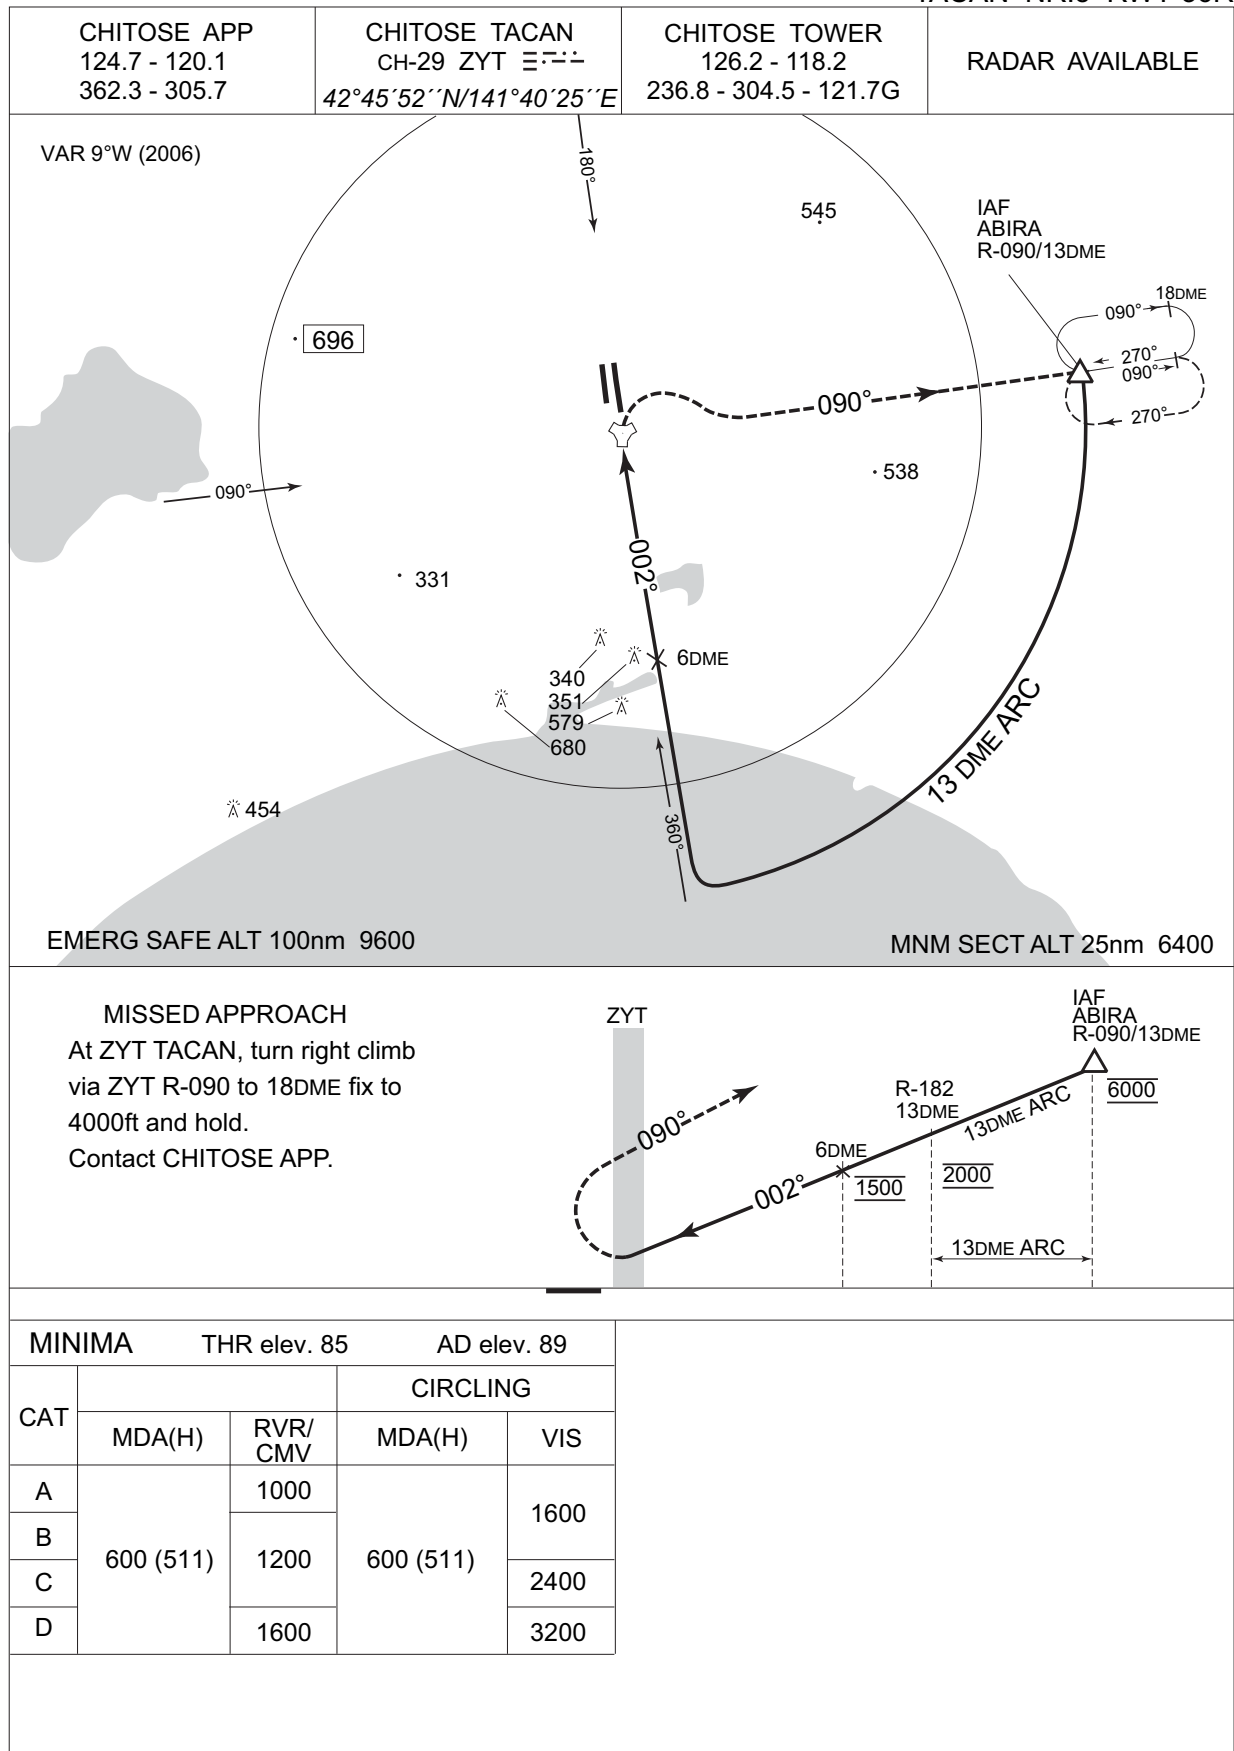 CHITOSE APP
124.7 - 120.1
362.3 - 305.7
CHITOSE TACAN
CH-29 ZYT
42°45´52´´N/141°40´25´´E
CHITOSE TOWER
126.2 - 118.2
236.8 - 304.5 - 121.7G
RADAR AVAILABLE
VAR 9°W (2006)
180°
545
IAF
ABIRA
R-090/13DME
18DME
090°
270°
090°
270°
696
090°
538
090°
002°
331
6DME
340
351
579
680
13 DME ARC
454
360°
EMERG SAFE ALT 100nm 9600
MNM SECT ALT 25nm 6400
MISSED APPROACH
At ZYT TACAN, turn right climb
via ZYT R-090 to 18DME fix to
4000ft and hold.
Contact CHITOSE APP.
ZYT
IAF
ABIRA
R-090/13DME
6000
R-182
13DME
13DME ARC
090°
6DME
1500
2000
002°
13DME ARC
MINIMA THR elev. 85 AD elev. 89
CAT
CIRCLING
MDA(H)
RVR/
CMV
MDA(H)
VIS
A
1000
1600
B
600 (511)
1200
600 (511)
C
2400
D
1600
3200